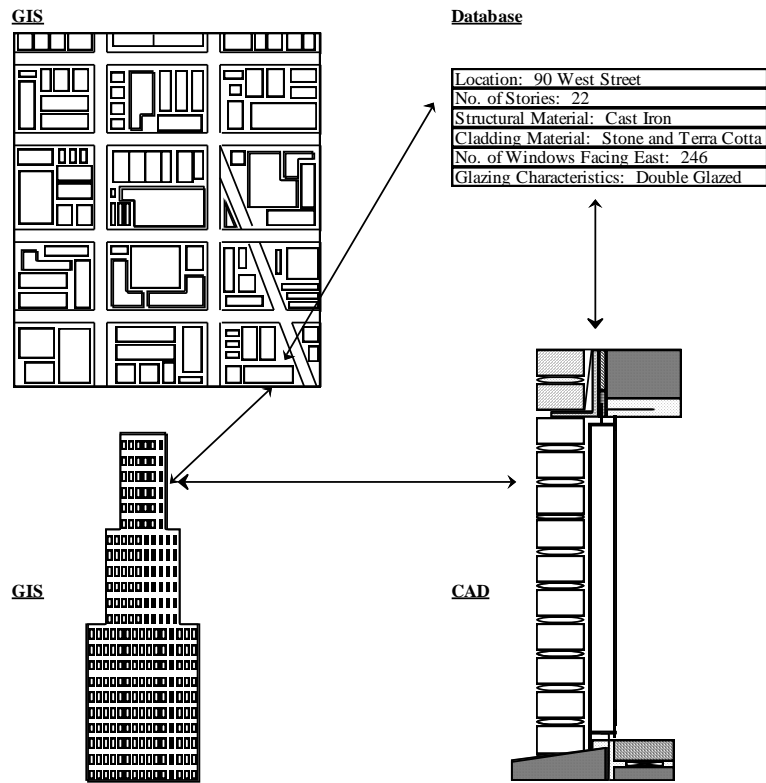 GIS
Database
Location: 90 West Street
No. of Stories: 22
Structural Material: Cast Iron
Cladding Material: Stone and Terra Cotta
No. of Windows Facing East: 246
Glazing Characteristics: Double Glazed
GIS
CAD